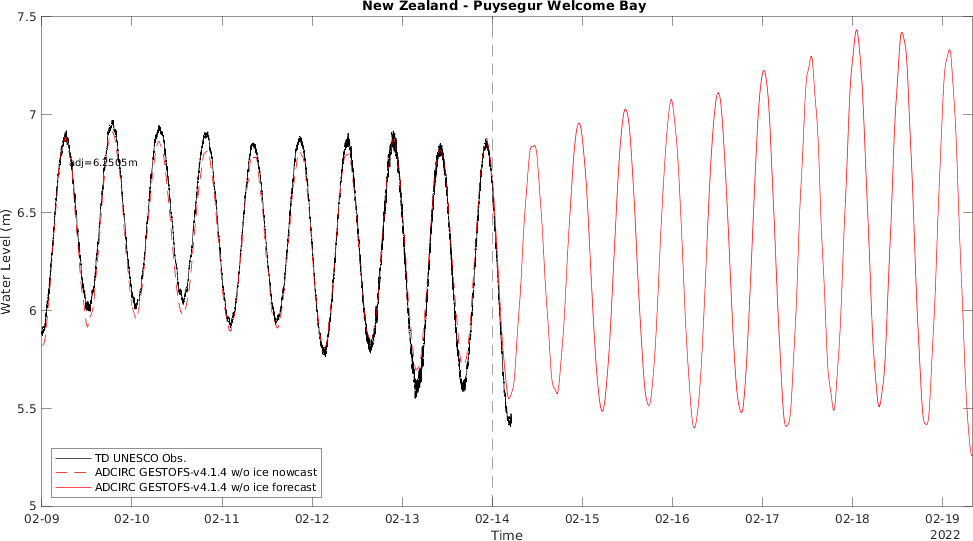 New Zealand - Puysegur Welcome Bay
7.5
7
6.5
6
5.5
5
Water Level (m)
adj=6.2505m
TD UNESCO Obs.
ADCIRC GESTOFS-v4.1.4 w/o ice nowcast
ADCIRC GESTOFS-v4.1.4 w/o ice forecast
02-09 02-10 02-11 02-12 02-13 02-14 02-15 02-16 02-17 02-18 02-19
Time
2022